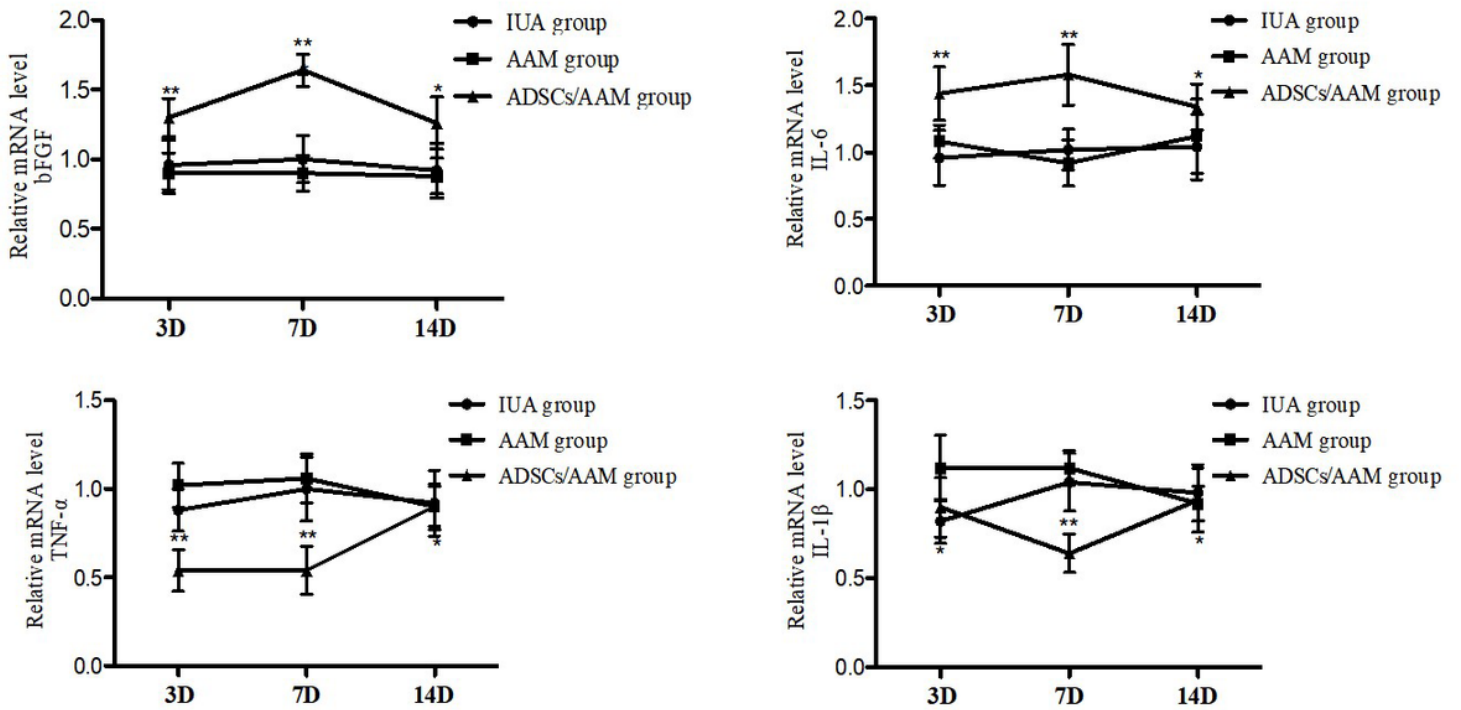 Relative mRNA level
bFGF
2.0
1.5
1.0
0.5
0.0
**
**
*
3D
7D
14D
IUA group
AAM group
ADSCs/AAM group
Relative mRNA level
IL-6
2.0
1.5
1.0
0.5
0.0
**
**
*
3D
7D
14D
IUA group
AAM group
ADSCs/AAM group
Relative mRNA level
TNF-α
1.5
1.0
0.5
0.0
**
**
*
3D
7D
14D
IUA group
AAM group
ADSCs/AAM group
Relative mRNA level
IL-1β
1.5
1.0
0.5
0.0
*
**
*
3D
7D
14D
IUA group
AAM group
ADSCs/AAM group